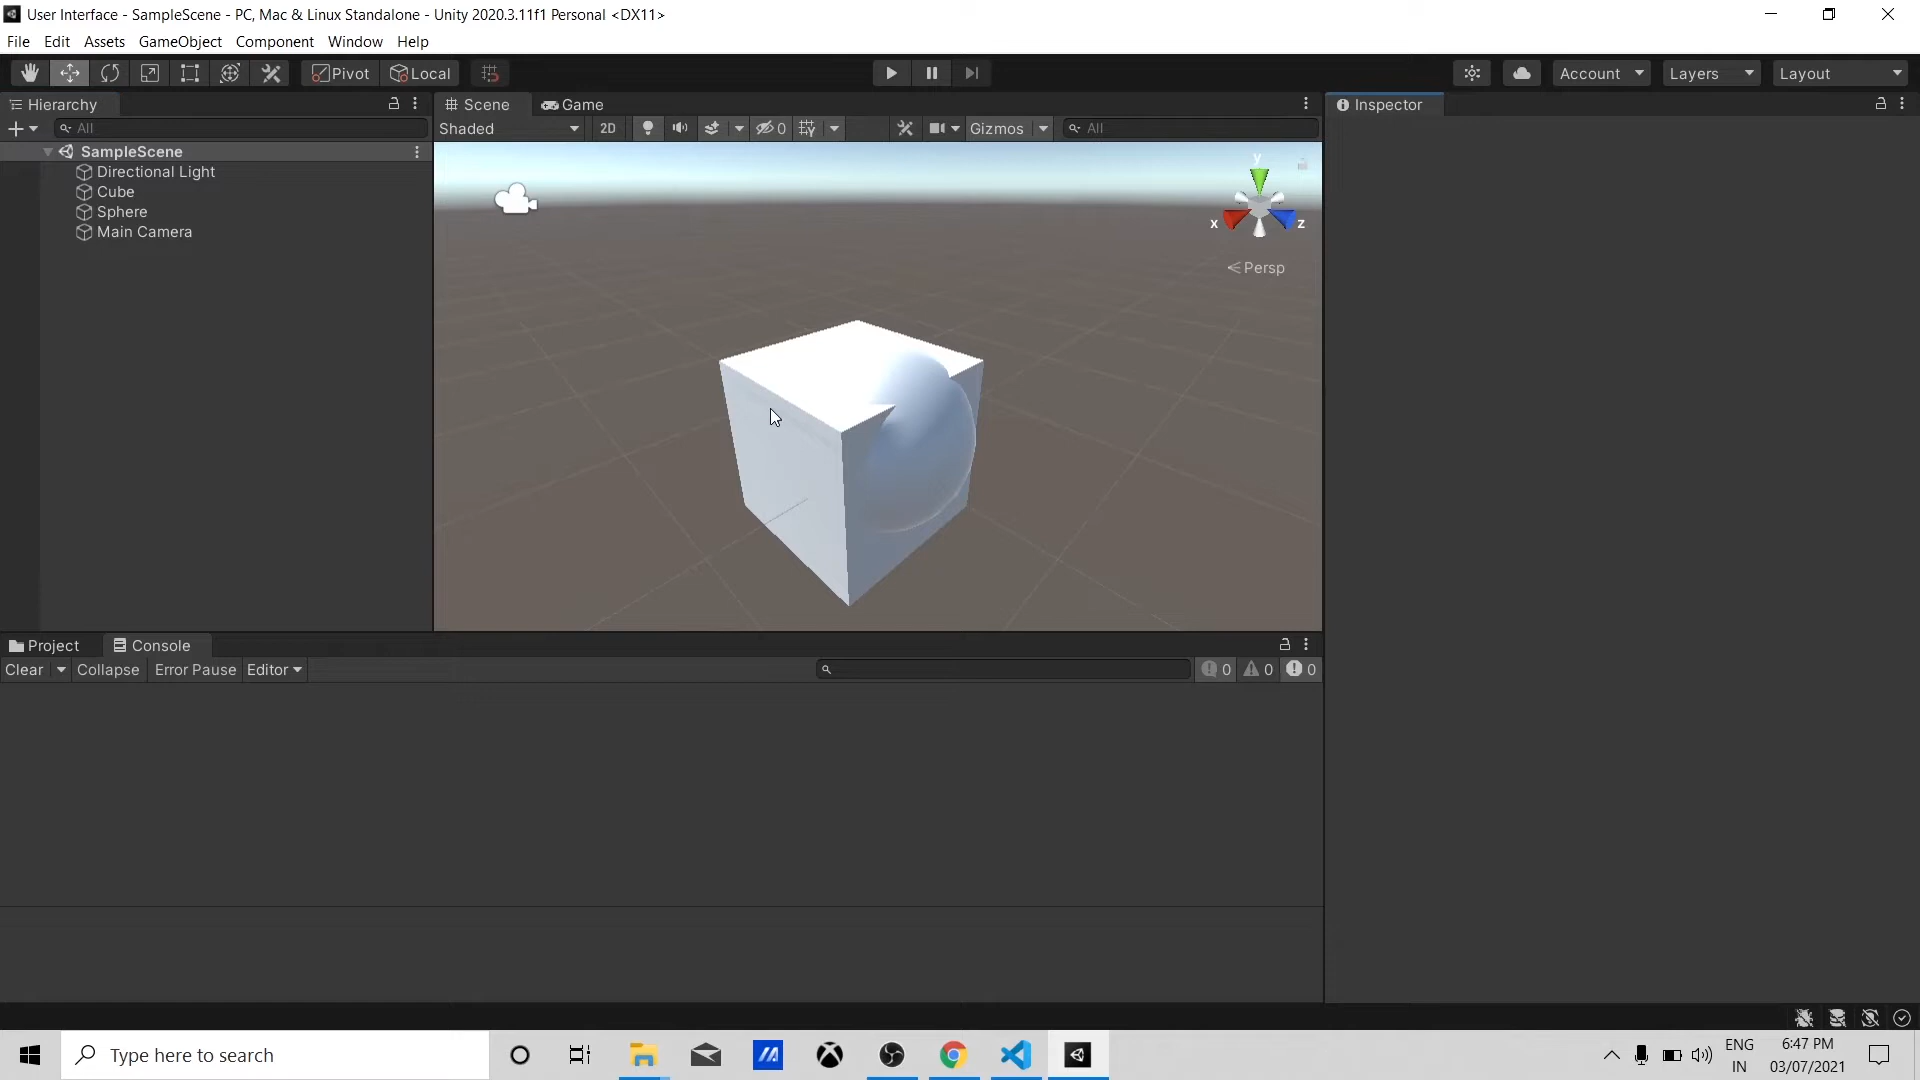 User Interface - SampleScene - PC, Mac & Linux Standalone - Unity 2020.3.11f1 Personal <DX11>
File Edit Assets GameObject Component Window Help
Pivot Local Account Layers Layout
Hierarchy Scene Game Inspector
All Shaded 2D 0 Gizmos All
SampleScene
Directional Light
Cube
Sphere
Main Camera
y
x z
Persp
Project Console
Clear Collapse Error Pause Editor 0 0 0
Type here to search
ENG
IN
6:47 PM
03/07/2021